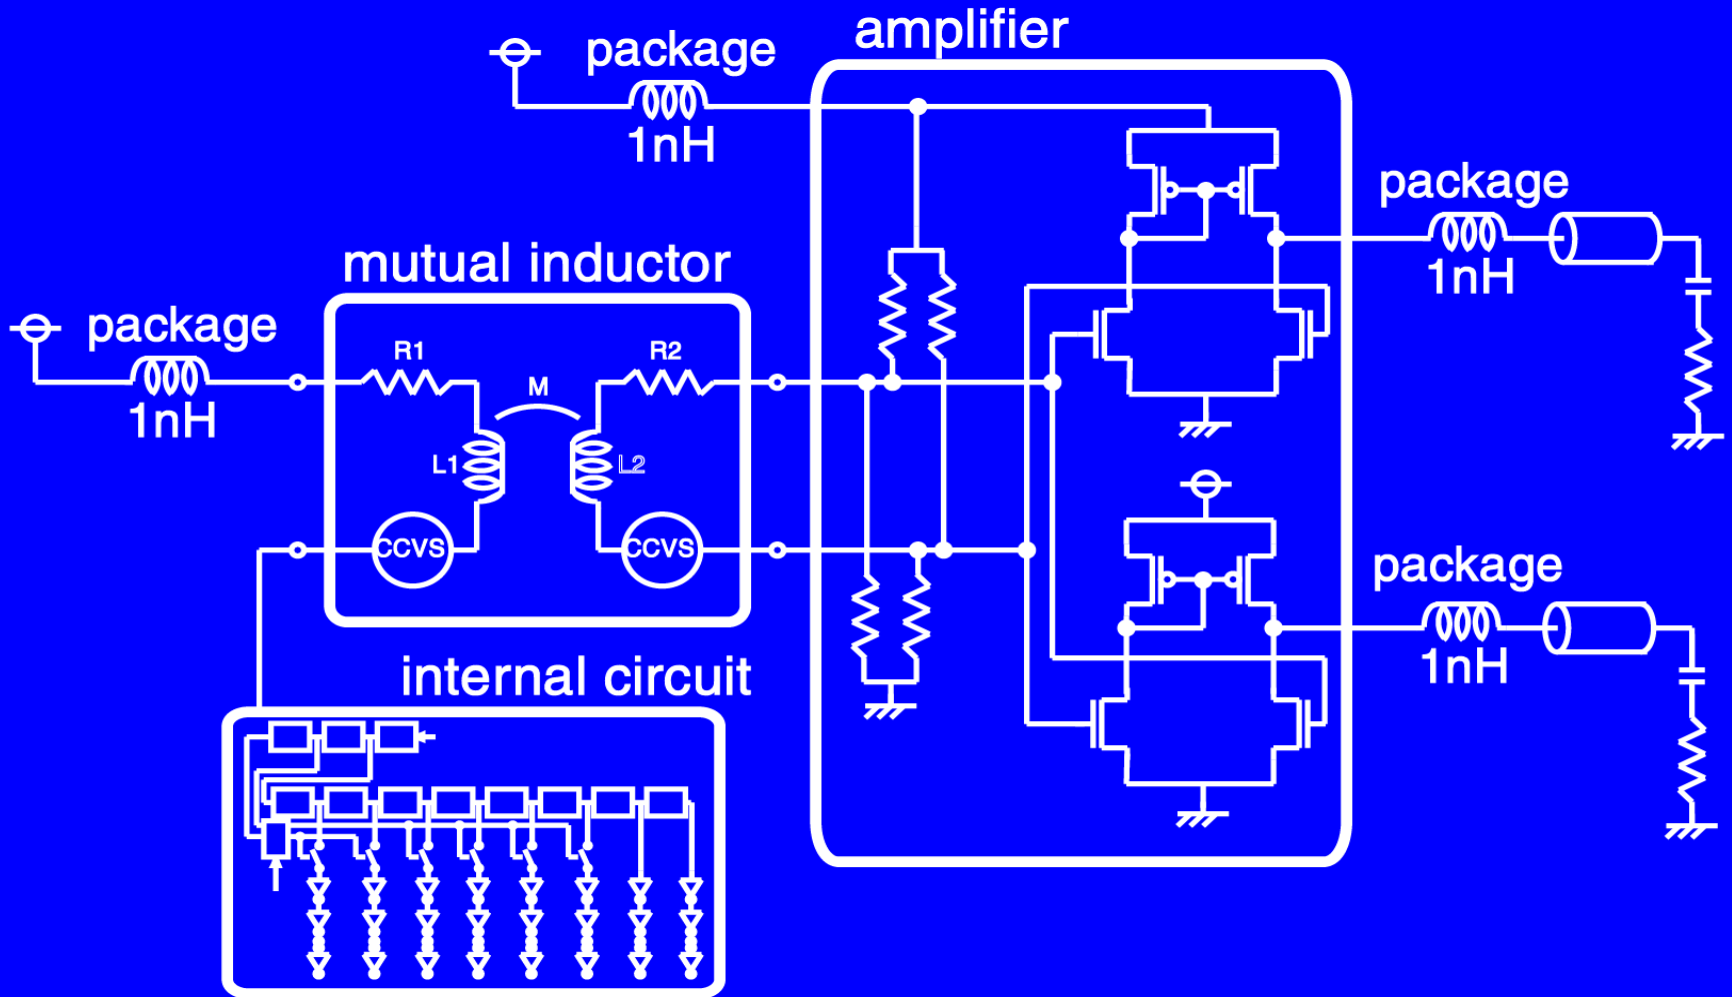 amplifier
package
1nH
package
1nH
mutual inductor
package
1nH
R1
R2
M
L1
L2
CCVS
CCVS
package
1nH
internal circuit